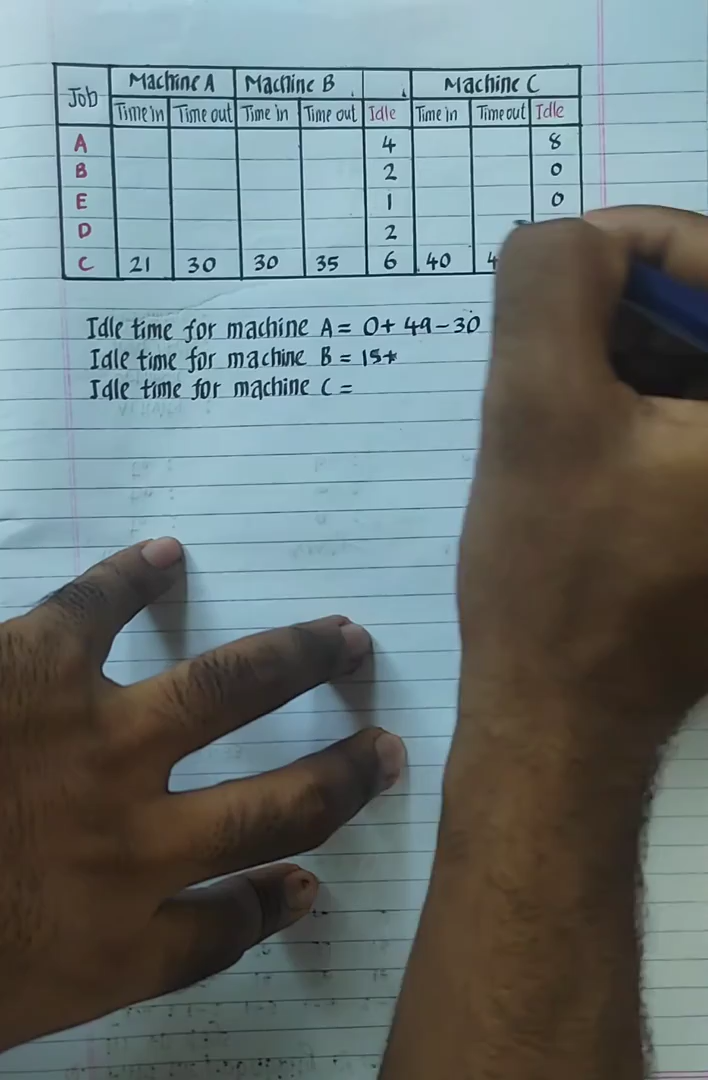 Job Machine A Machine B Machine C
Time in Time out Time in Time out Idle Time in Time out Idle
A 4 8
B 2 0
E 1 0
D 2
C 21 30 30 35 6 40
Idle time for machine A = 0 + 49 - 30
Idle time for machine B = 15+
Idle time for machine C =